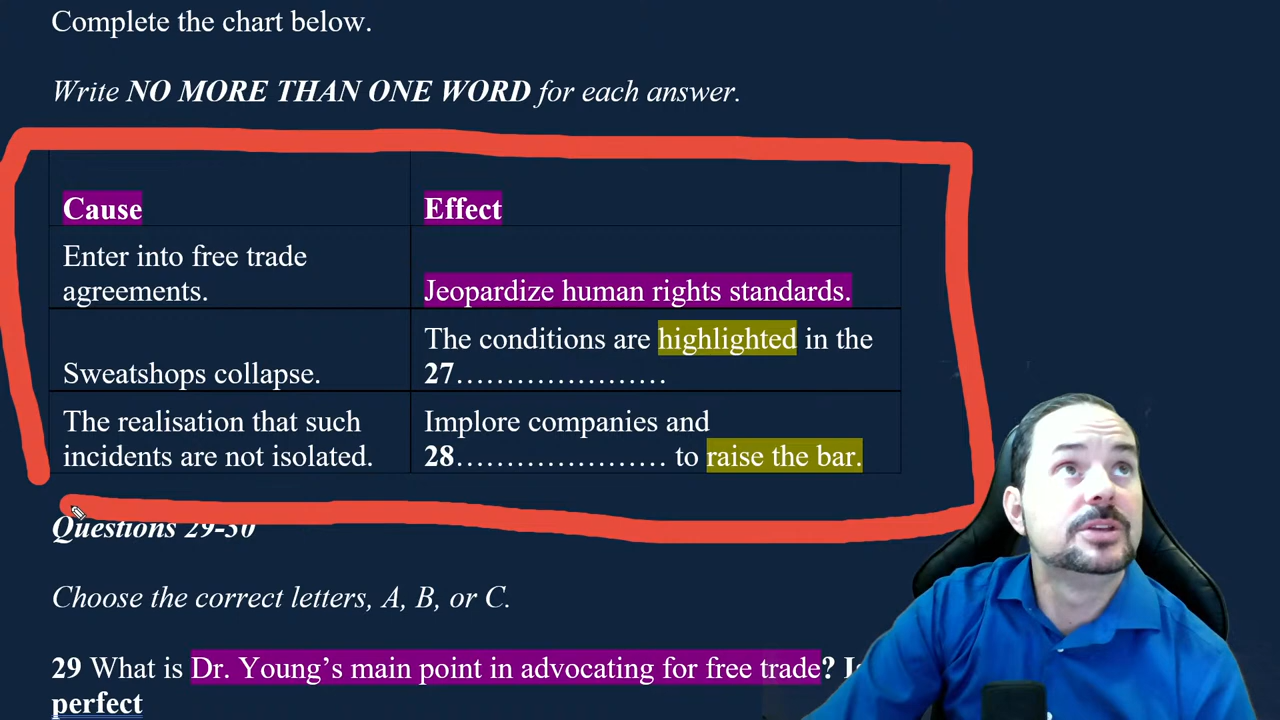 Complete the chart below.
Write NO MORE THAN ONE WORD for each answer.
Cause
Effect
Enter into free trade
agreements.
Jeopardize human rights standards.
Sweatshops collapse.
The conditions are highlighted in the
27.....................
The realisation that such
incidents are not isolated.
Implore companies and
28..................... to raise the bar.
Questions 29-30
Choose the correct letters, A, B, or C.
29 What is Dr. Young's main point in advocating for free trade?
perfect